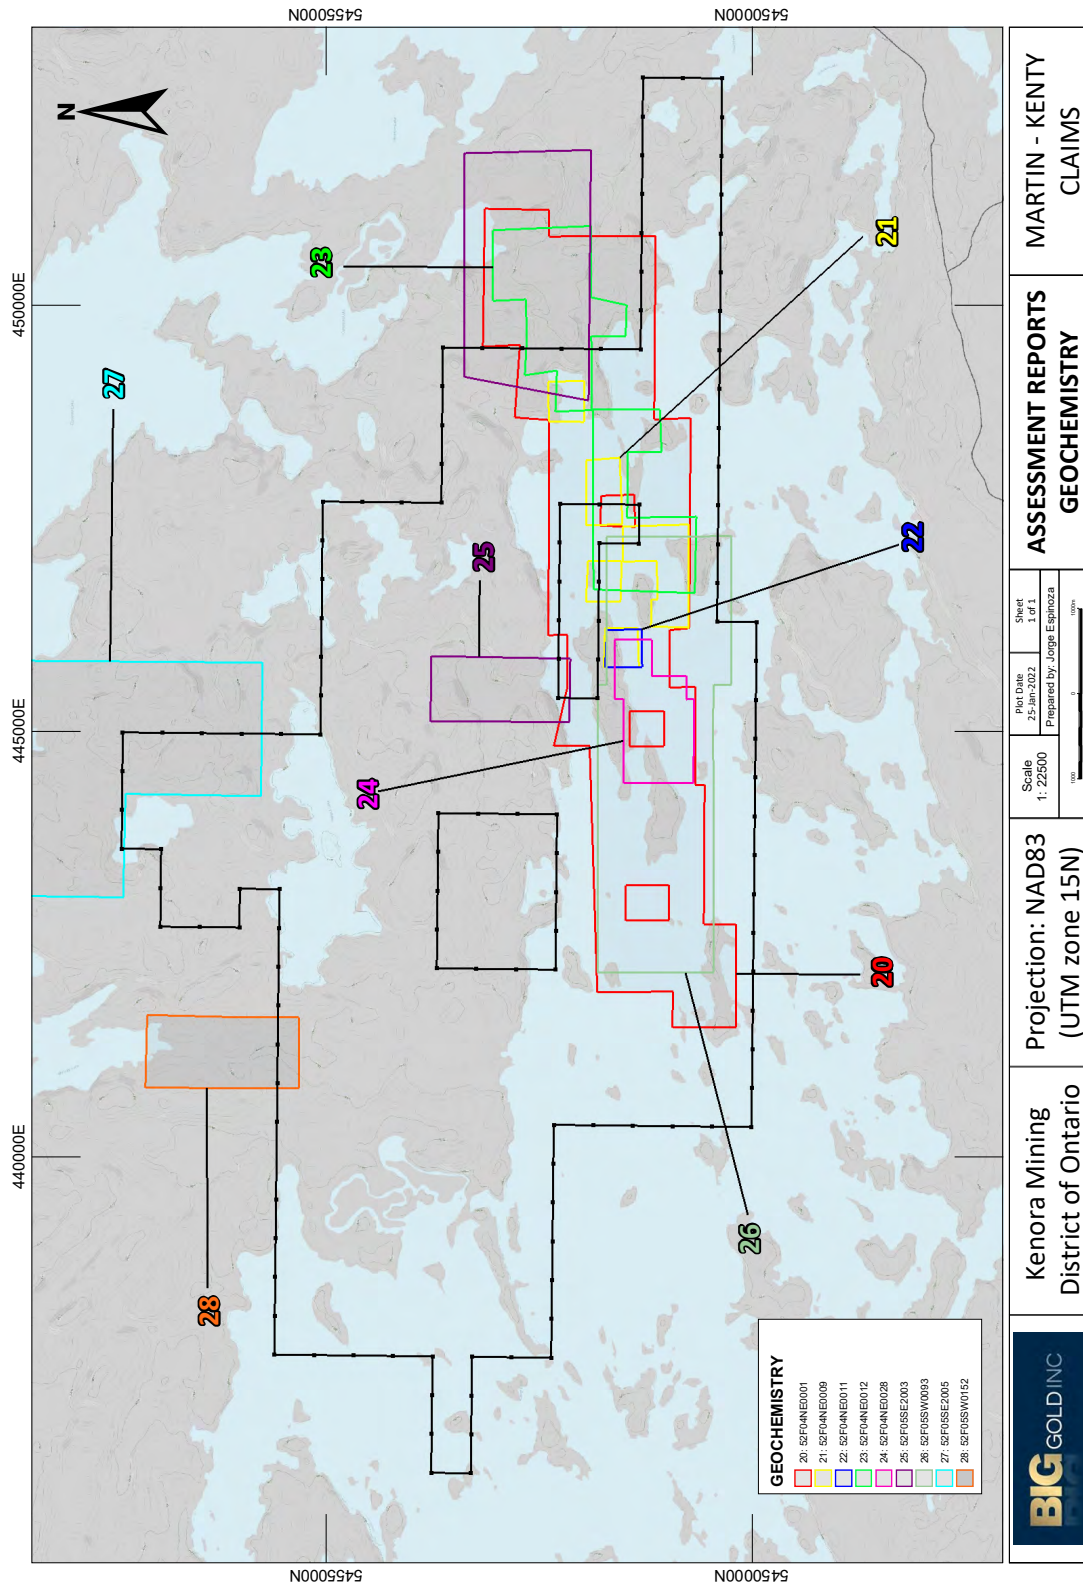 5455000N
5450000N
450000E
445000E
440000E
5455000N
5450000N
N
27
23
21
25
22
24
20
26
28
GEOCHEMISTRY
20: 52F04NE0001
21: 52F04NE0009
22: 52F04NE0011
23: 52F04NE0012
24: 52F04NE0028
25: 52F05SE2003
26: 52F05SW0093
27: 52F05SE2005
28: 52F05SW0152
BIG GOLD INC
Kenora Mining
District of Ontario
Projection: NAD83
(UTM zone 15N)
Scale
1: 22500
Plot Date
25-Jan-2022
Sheet
1 of 1
Prepared by: Jorge Espinoza
1000 0 1000m
ASSESSMENT REPORTS
GEOCHEMISTRY
MARTIN - KENTY
CLAIMS